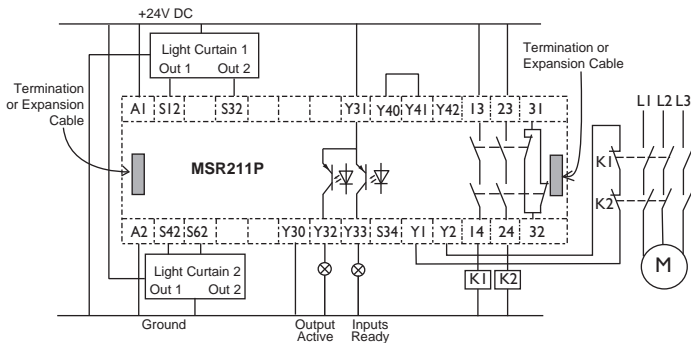 +24V DC
Light Curtain 1
Out 1 Out 2
Termination or
Expansion Cable
Termination
or Expansion
Cable
A1 S12 S32 Y31 Y40 Y41 Y42 13 23 31
L1 L2 L3
MSR211P
K1
K2
A2 S42 S62 Y30 Y32 Y33 S34 Y1 Y2 14 24 32
Light Curtain 2
Out 1 Out 2
K1 K2
M
Ground
Output
Active
Inputs
Ready